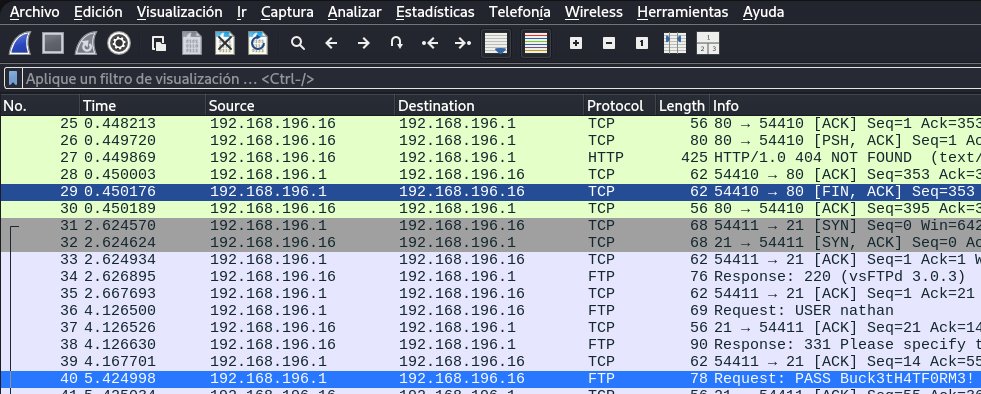 Archivo Edición Visualización Ir Captura Analizar Estadísticas Telefonía Wireless Herramientas Ayuda
Aplique un filtro de visualización … <Ctrl-/>
No. Time Source Destination Protocol Length Info
25 0.448213 192.168.196.16 192.168.196.1 TCP 56 80 → 54410 [ACK] Seq=1 Ack=353
26 0.449720 192.168.196.16 192.168.196.1 TCP 80 80 → 54410 [PSH, ACK] Seq=1 Ac
27 0.449869 192.168.196.16 192.168.196.1 HTTP 425 HTTP/1.0 404 NOT FOUND (text/
28 0.450003 192.168.196.1 192.168.196.16 TCP 62 54410 → 80 [ACK] Seq=353 Ack=3
29 0.450176 192.168.196.1 192.168.196.16 TCP 62 54410 → 80 [FIN, ACK] Seq=353
30 0.450189 192.168.196.16 192.168.196.1 TCP 56 80 → 54410 [ACK] Seq=395 Ack=3
31 2.624570 192.168.196.1 192.168.196.16 TCP 68 54411 → 21 [SYN] Seq=0 Win=642
32 2.624624 192.168.196.16 192.168.196.1 TCP 68 21 → 54411 [SYN, ACK] Seq=0 Ac
33 2.624934 192.168.196.1 192.168.196.16 TCP 62 54411 → 21 [ACK] Seq=1 Ack=1 W
34 2.626895 192.168.196.16 192.168.196.1 FTP 76 Response: 220 (vsFTPd 3.0.3)
35 2.667693 192.168.196.1 192.168.196.16 TCP 62 54411 → 21 [ACK] Seq=1 Ack=21
36 4.126500 192.168.196.1 192.168.196.16 FTP 69 Request: USER nathan
37 4.126526 192.168.196.16 192.168.196.1 TCP 56 21 → 54411 [ACK] Seq=21 Ack=14
38 4.126630 192.168.196.16 192.168.196.1 FTP 90 Response: 331 Please specify t
39 4.167701 192.168.196.1 192.168.196.16 TCP 62 54411 → 21 [ACK] Seq=14 Ack=55
40 5.424998 192.168.196.1 192.168.196.16 FTP 78 Request: PASS Buck3tH4TF0RM3!